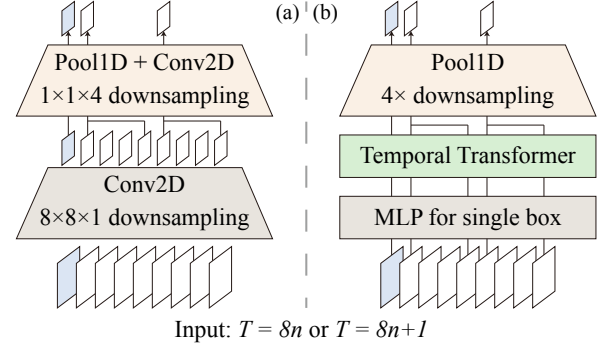 (a)
Pool1D + Conv2D
1×1×4 downsampling
Conv2D
8×8×1 downsampling
(b)
Pool1D
4× downsampling
Temporal Transformer
MLP for single box
Input: T = 8n or T = 8n+1